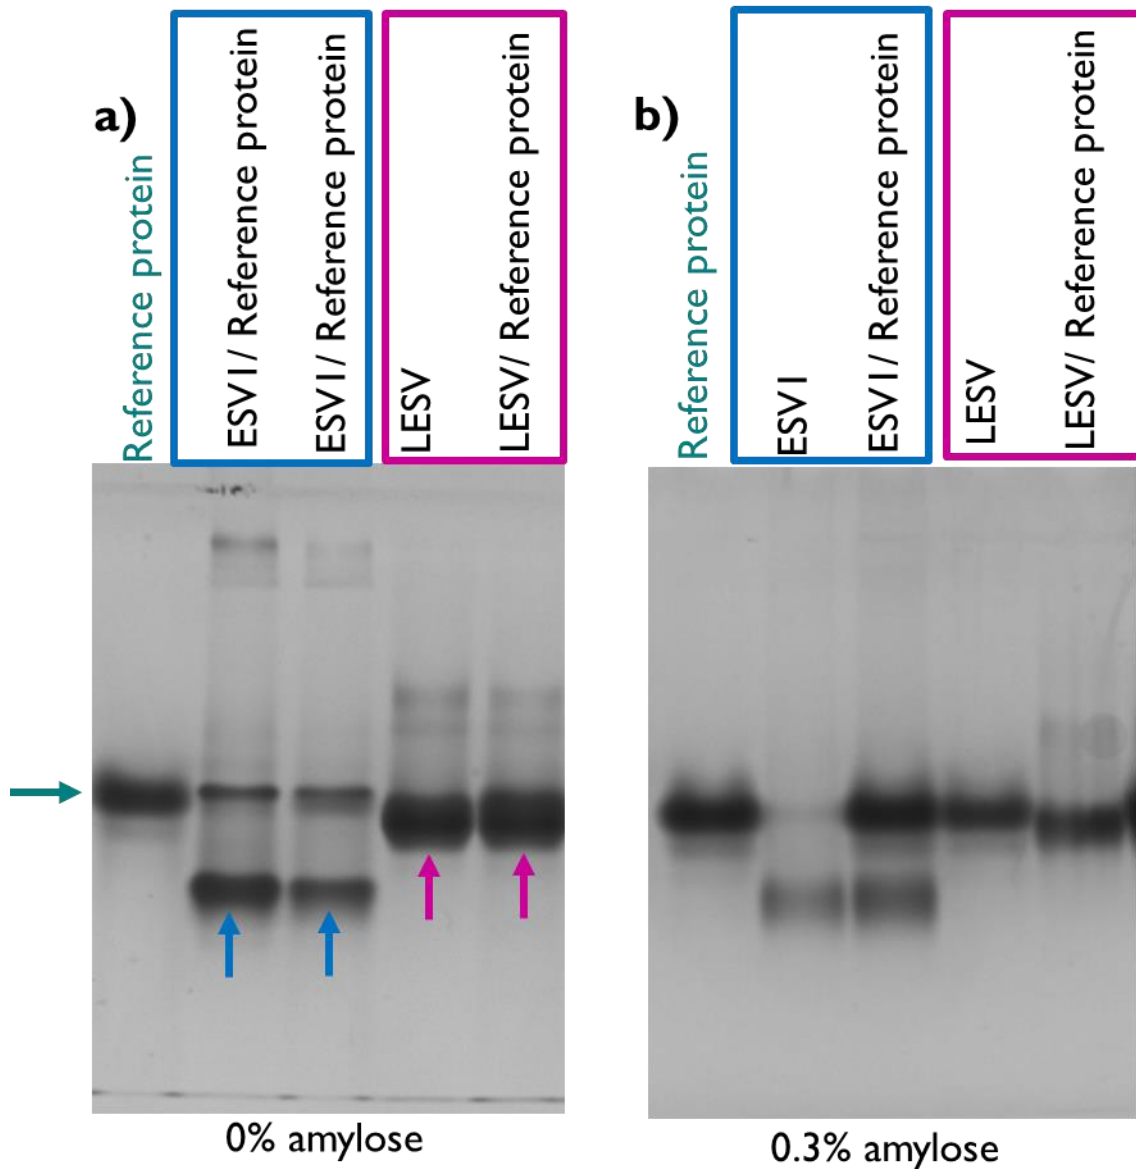 a)
Reference protein
ESV1/ Reference protein
ESV1/ Reference protein
LESV
LESV/ Reference protein
0% amylose
b)
Reference protein
ESV1
ESV1/ Reference protein
LESV
LESV/ Reference protein
0.3% amylose